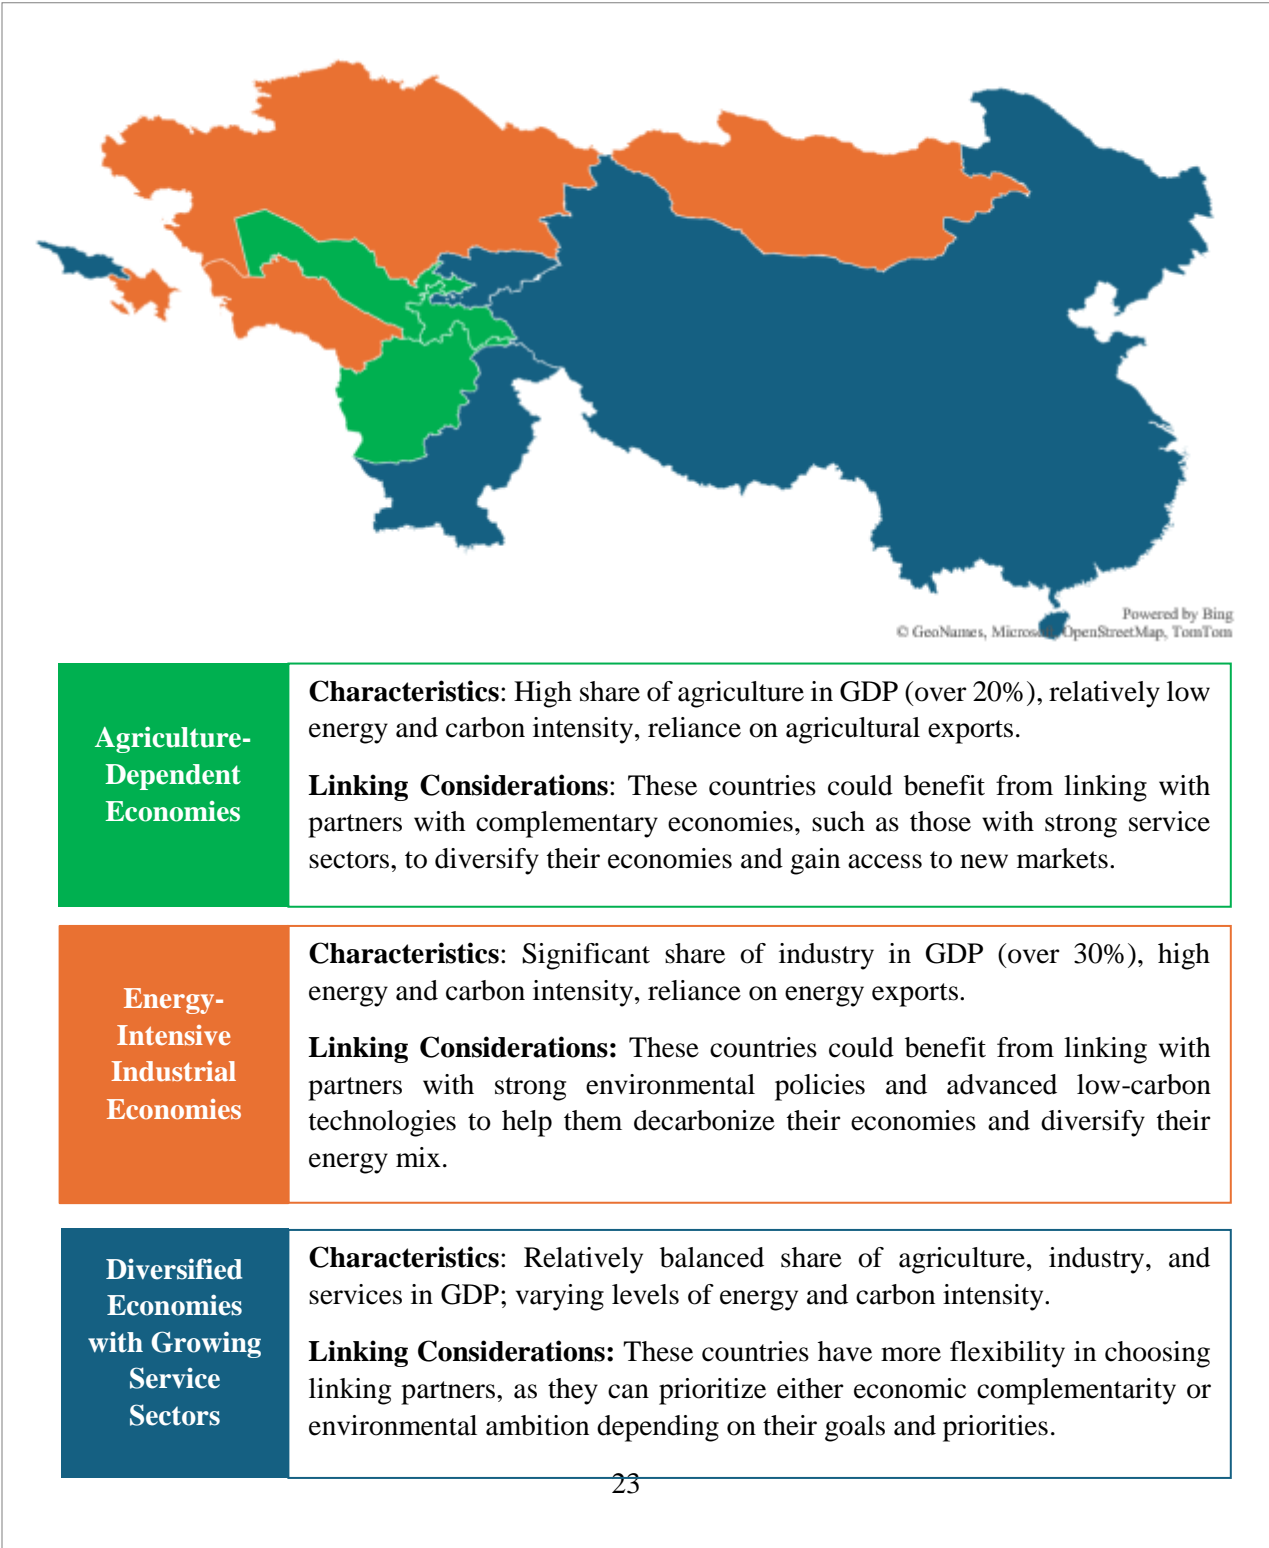 Powered by Bing
© GeoNames, Microsoft, OpenStreetMap, TomTom
Agriculture-
Dependent
Economies
Characteristics: High share of agriculture in GDP (over 20%), relatively low
energy and carbon intensity, reliance on agricultural exports.
Linking Considerations: These countries could benefit from linking with
partners with complementary economies, such as those with strong service
sectors, to diversify their economies and gain access to new markets.
Energy-
Intensive
Industrial
Economies
Characteristics: Significant share of industry in GDP (over 30%), high
energy and carbon intensity, reliance on energy exports.
Linking Considerations: These countries could benefit from linking with
partners with strong environmental policies and advanced low-carbon
technologies to help them decarbonize their economies and diversify their
energy mix.
Diversified
Economies
with Growing
Service
Sectors
Characteristics: Relatively balanced share of agriculture, industry, and
services in GDP; varying levels of energy and carbon intensity.
Linking Considerations: These countries have more flexibility in choosing
linking partners, as they can prioritize either economic complementarity or
environmental ambition depending on their goals and priorities.
23